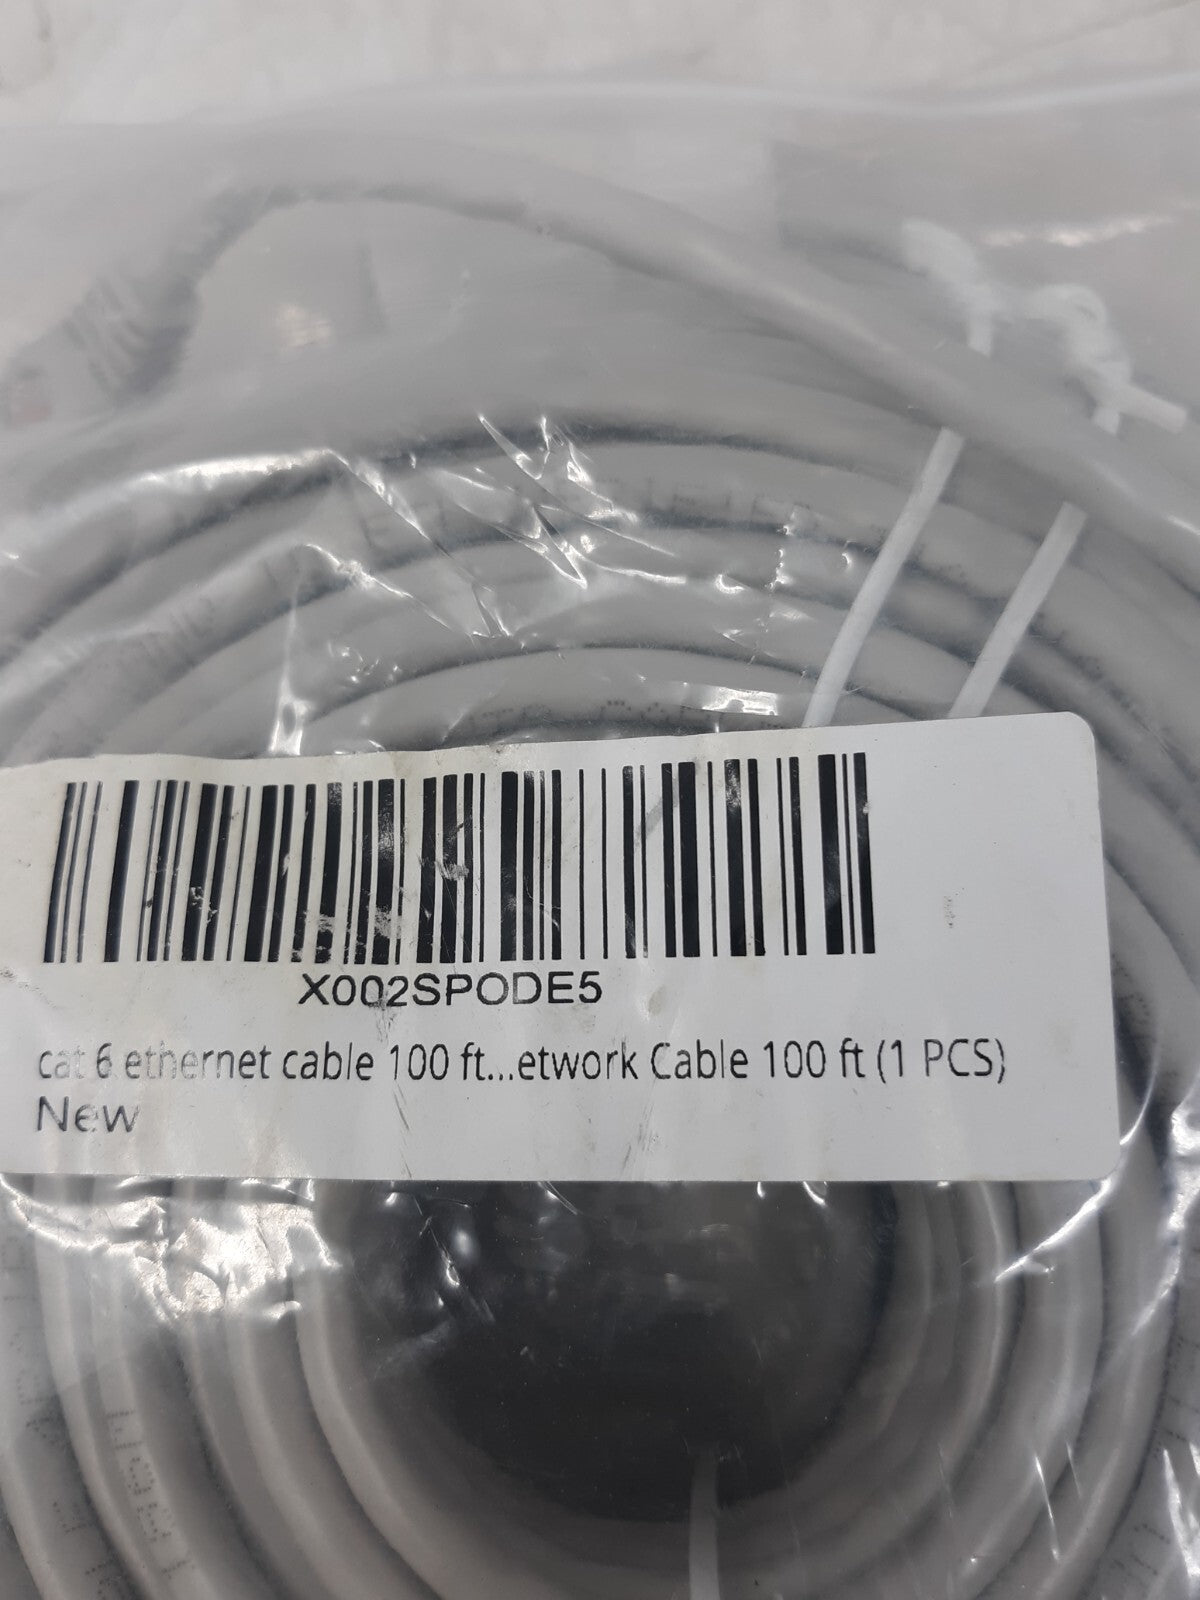 X002SPODE5
cat 6 ethernet cable 100 ft...etwork Cable 100 ft (1 PCS)
New